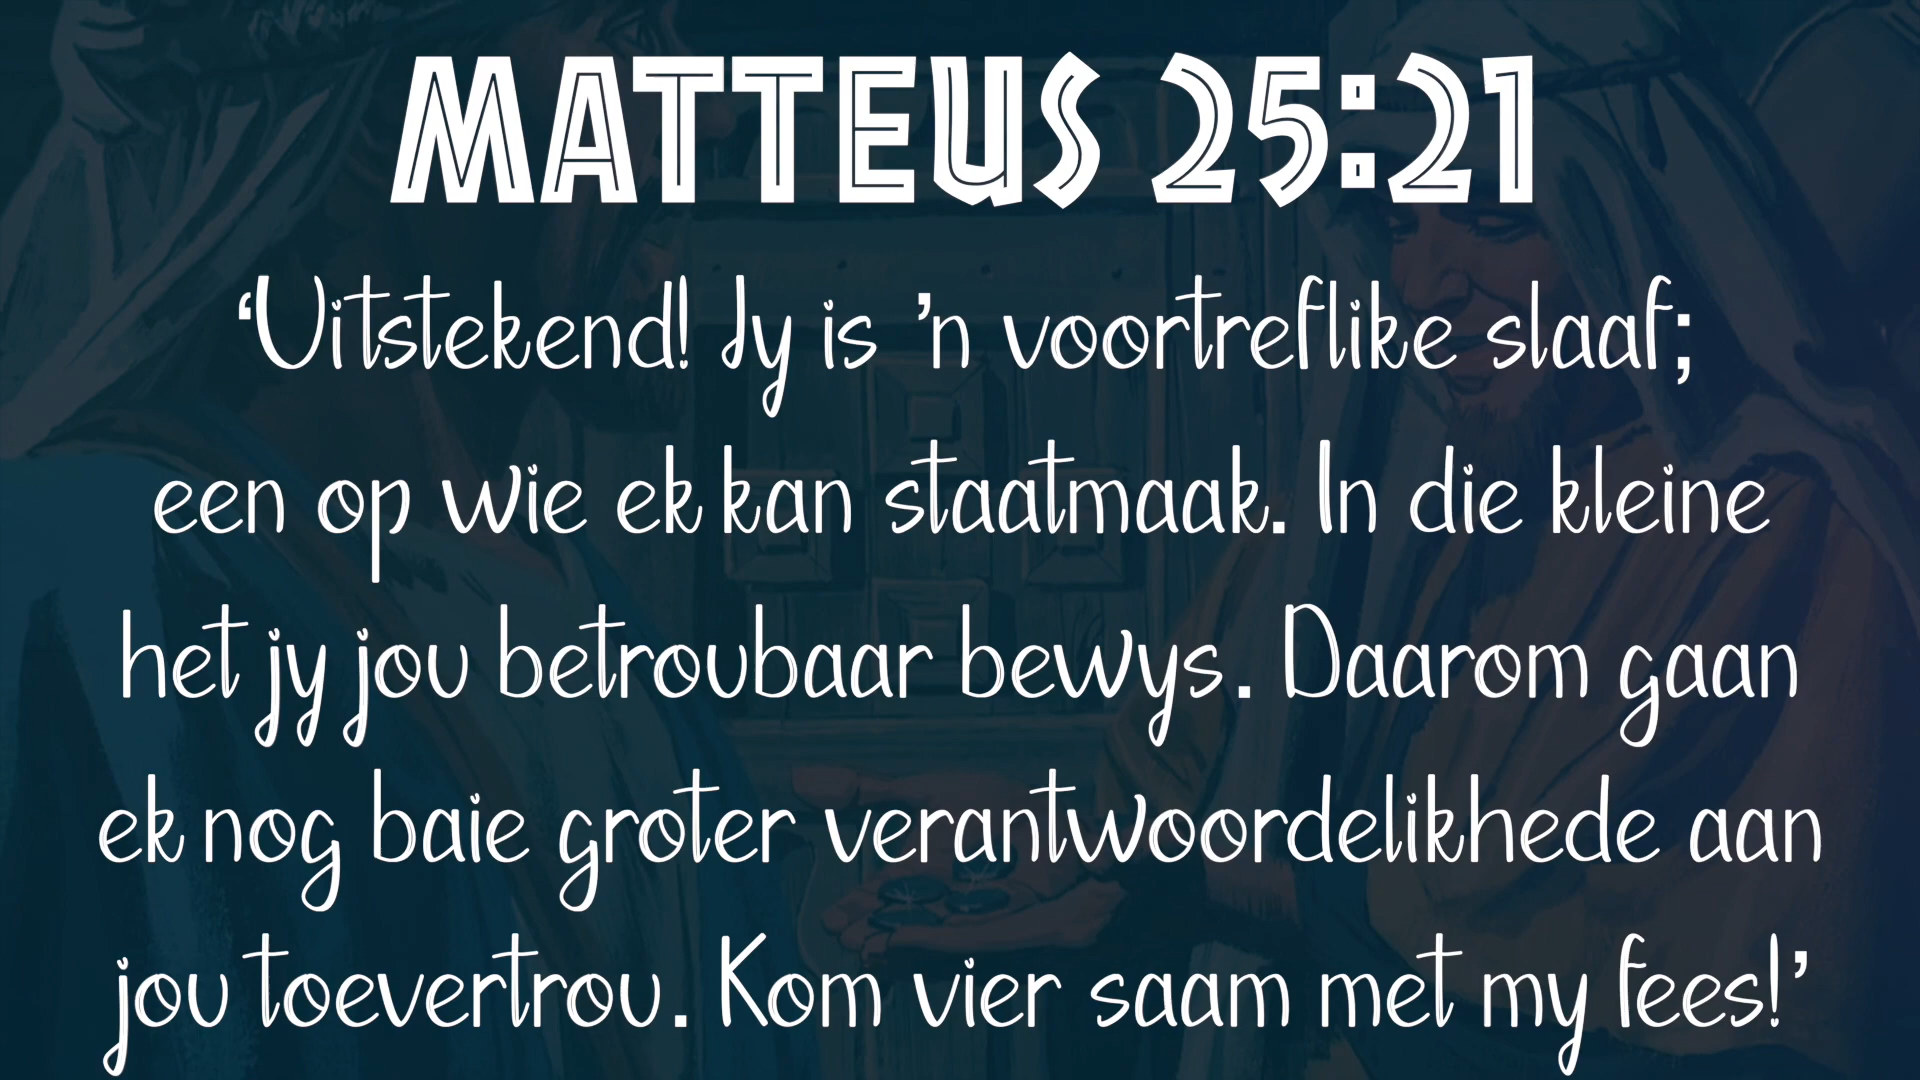 MATTEUS 25:21
‘Uitstekend! Jy is ’n voortreflike slaaf;
een op wie ek kan staatmaak. In die kleine
het jy jou betroubaar bewys. Daarom gaan
ek nog baie groter verantwoordelikhede aan
jou toevertrou. Kom vier saam met my fees!’